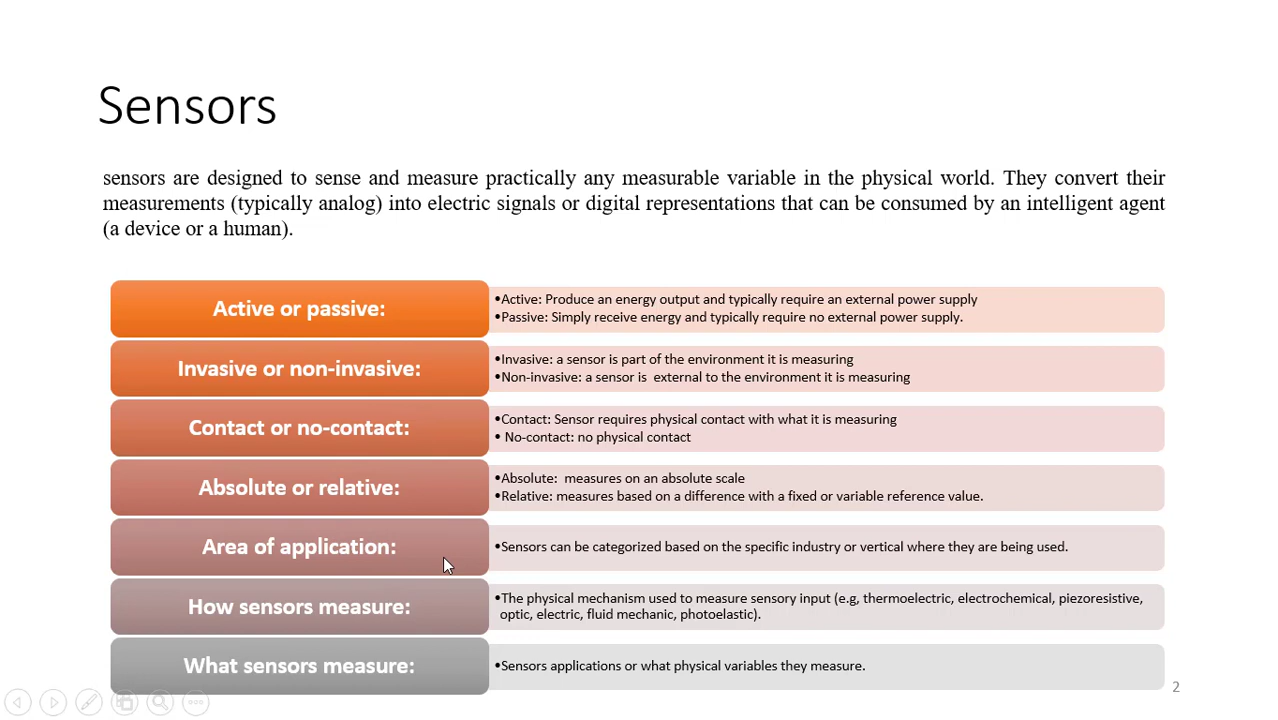 Sensors
sensors are designed to sense and measure practically any measurable variable in the physical world. They convert their
measurements (typically analog) into electric signals or digital representations that can be consumed by an intelligent agent
(a device or a human).
Active or passive:
•Active: Produce an energy output and typically require an external power supply
•Passive: Simply receive energy and typically require no external power supply.
Invasive or non-invasive:
•Invasive: a sensor is part of the environment it is measuring
•Non-invasive: a sensor is  external to the environment it is measuring
Contact or no-contact:
•Contact: Sensor requires physical contact with what it is measuring
• No-contact: no physical contact
Absolute or relative:
•Absolute:  measures on an absolute scale
•Relative: measures based on a difference with a fixed or variable reference value.
Area of application:
•Sensors can be categorized based on the specific industry or vertical where they are being used.
How sensors measure:
•The physical mechanism used to measure sensory input (e.g, thermoelectric, electrochemical, piezoresistive,
optic, electric, fluid mechanic, photoelastic).
What sensors measure:
•Sensors applications or what physical variables they measure.
2